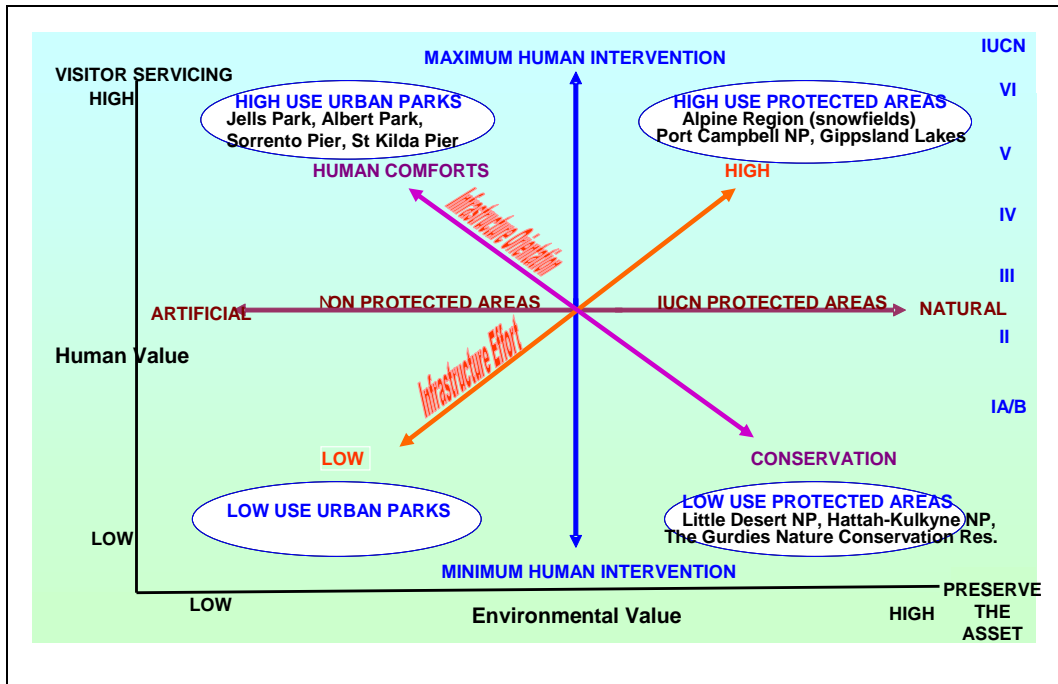 IUCN
MAXIMUM HUMAN INTERVENTION
VISITOR SERVICING
HIGH
VI
HIGH USE URBAN PARKS
Jells Park, Albert Park,
Sorrento Pier, St Kilda Pier
HIGH USE PROTECTED AREAS
Alpine Region (snowfields)
Port Campbell NP, Gippsland Lakes
V
HUMAN COMFORTS
HIGH
Infrastructure Orientation
IV
III
NON PROTECTED AREAS
IUCN PROTECTED AREAS
ARTIFICIAL
NATURAL
II
Human Value
Infrastructure Effort
IA/B
LOW
CONSERVATION
LOW USE URBAN PARKS
LOW USE PROTECTED AREAS
Little Desert NP, Hattah-Kulkyne NP,
The Gurdies Nature Conservation Res.
LOW
MINIMUM HUMAN INTERVENTION
LOW
Environmental Value
HIGH
PRESERVE
THE
ASSET